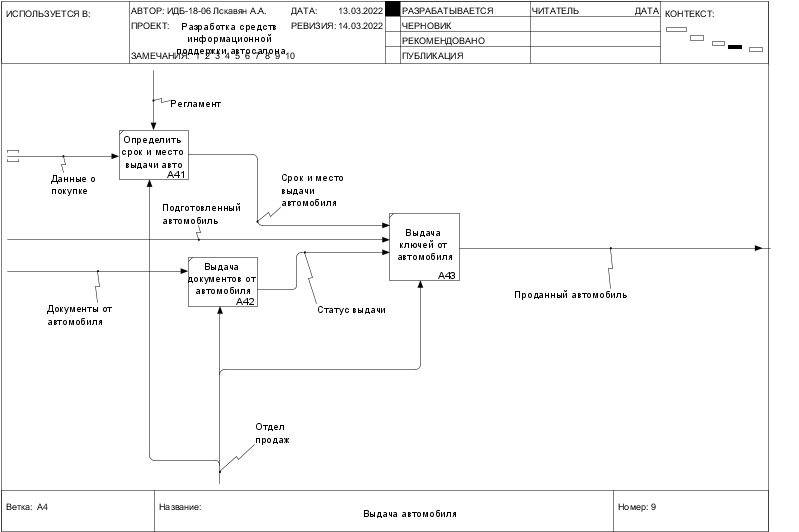 ИСПОЛЬЗУЕТСЯ В:
АВТОР: ИДБ-18-06 Лскавян А.А.
ДАТА: 13.03.2022
РАЗРАБАТЫВАЕТСЯ
ЧИТАТЕЛЬ
ДАТА
КОНТЕКСТ:
ПРОЕКТ: Разработка средств
информационной
поддержки автосалона
РЕВИЗИЯ: 14.03.2022
ЧЕРНОВИК
РЕКОМЕНДОВАНО
ЗАМЕЧАНИЯ: 1 2 3 4 5 6 7 8 9 10
ПУБЛИКАЦИЯ
Регламент
Определить
срок и место
выдачи авто
A41
Данные о
покупке
Срок и место
выдачи
автомобиля
Подготовленный
автомобиль
Выдача
ключей от
автомобиля
A43
Выдача
документов от
автомобиля
A42
Документы от
автомобиля
Статус выдачи
Проданный автомобиль
Отдел
продаж
Ветка: A4
Название:
Выдача автомобиля
Номер: 9